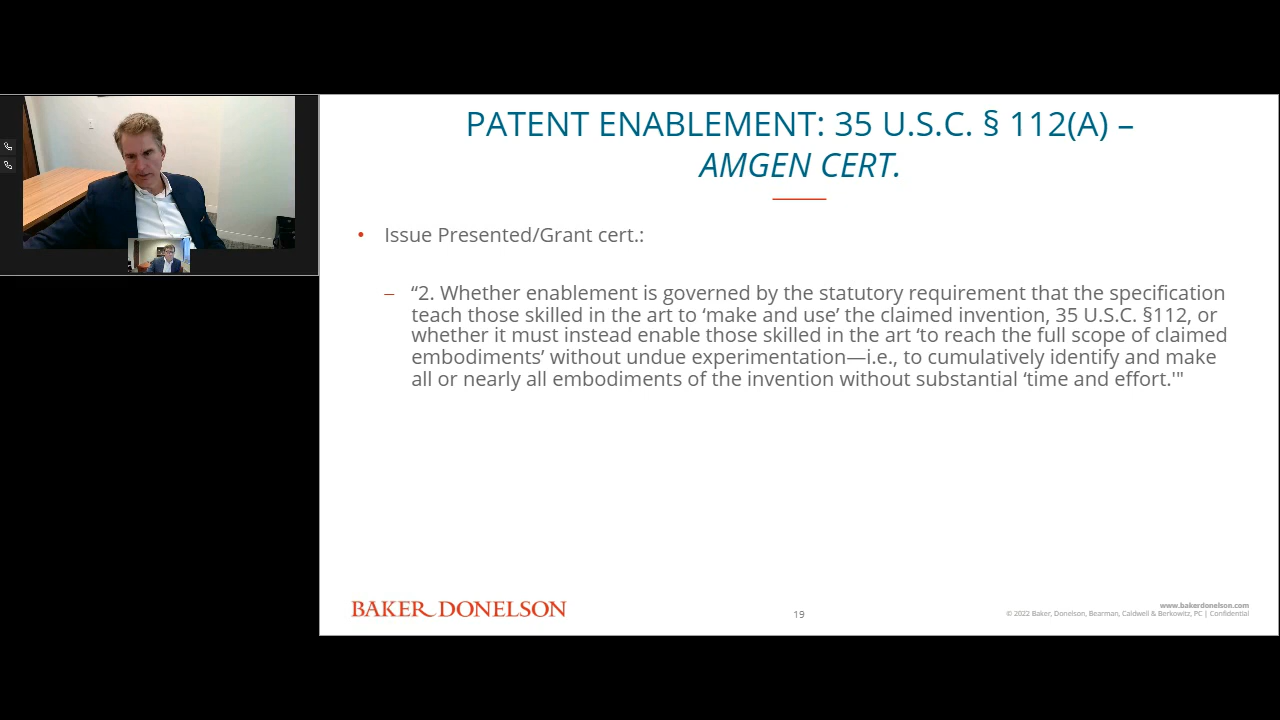 PATENT ENABLEMENT: 35 U.S.C. § 112(A) –
AMGEN CERT.
• Issue Presented/Grant cert.:
– “2. Whether enablement is governed by the statutory requirement that the specification
teach those skilled in the art to ‘make and use’ the claimed invention, 35 U.S.C. §112, or
whether it must instead enable those skilled in the art ‘to reach the full scope of claimed
embodiments’ without undue experimentation—i.e., to cumulatively identify and make
all or nearly all embodiments of the invention without substantial ‘time and effort.'"
BAKER DONELSON
19
www.bakerdonelson.com
© 2022 Baker, Donelson, Bearman, Caldwell & Berkowitz, PC | Confidential